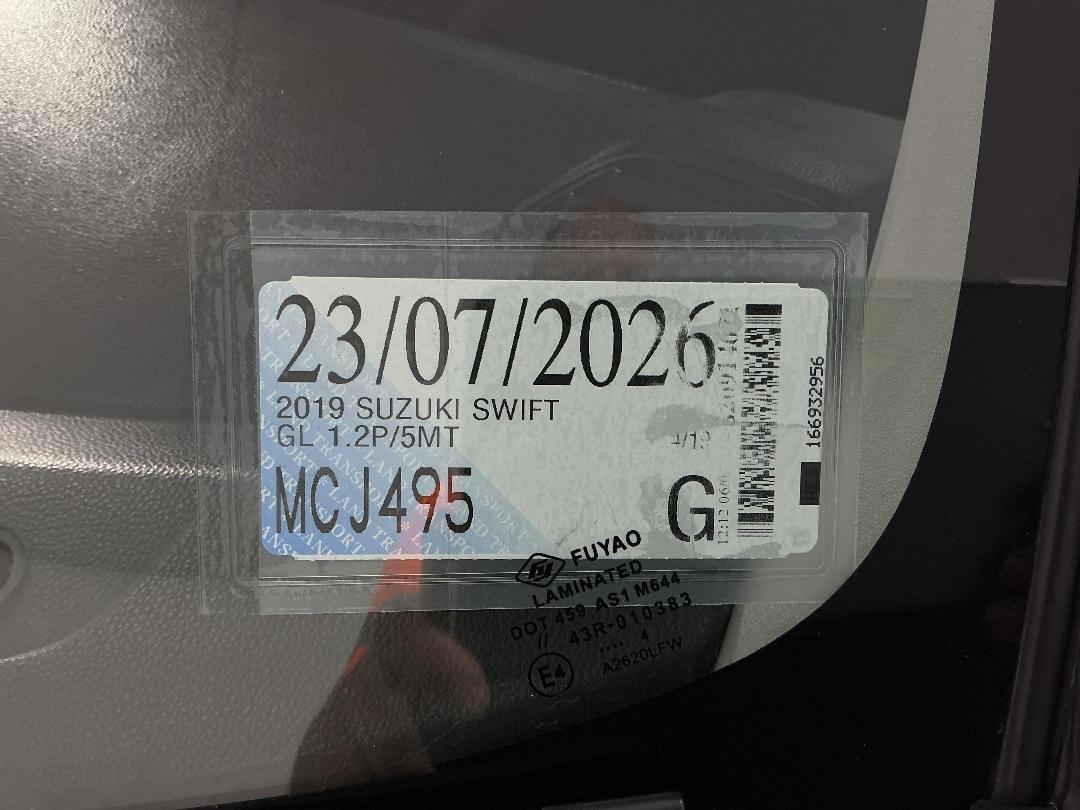 23/07/2026
2019 SUZUKI SWIFT
GL 1.2P/5MT
4/19
MCJ495
G
166932956
FUYAO
LAMINATED
DOT 459 AS1 M644
// 43R-010383
.... 4
A2620LFW
E4